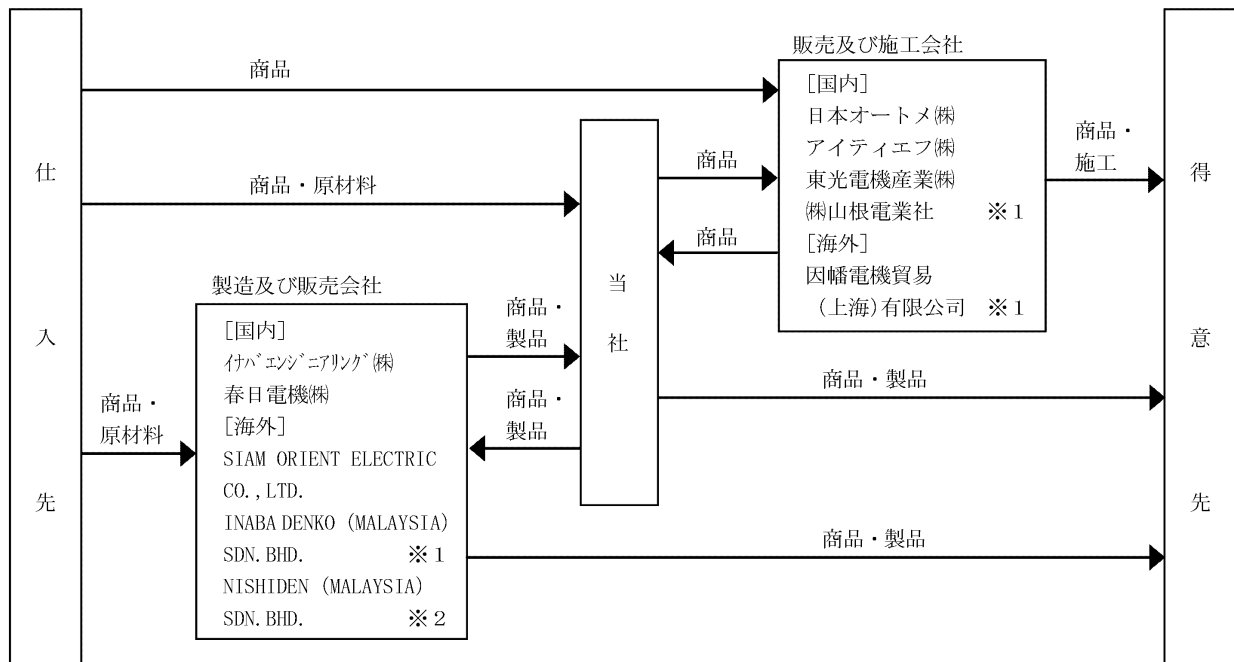 仕入先
商品
商品・原材料
商品・
原材料
製造及び販売会社
[国内]
ｲﾅﾊﾞｴﾝｼﾞﾆｱﾘﾝｸﾞ㈱
春日電機㈱
[海外]
SIAM ORIENT ELECTRIC
CO.,LTD.
INABA DENKO (MALAYSIA)
SDN.BHD. ※1
NISHIDEN (MALAYSIA)
SDN.BHD. ※2
商品・
製品
商品・
製品
当社
商品
商品
販売及び施工会社
[国内]
日本オートメ㈱
アイティエフ㈱
東光電機産業㈱
㈱山根電業社 ※1
[海外]
因幡電機貿易
(上海)有限公司 ※1
商品・
施工
商品・製品
商品・製品
得意先